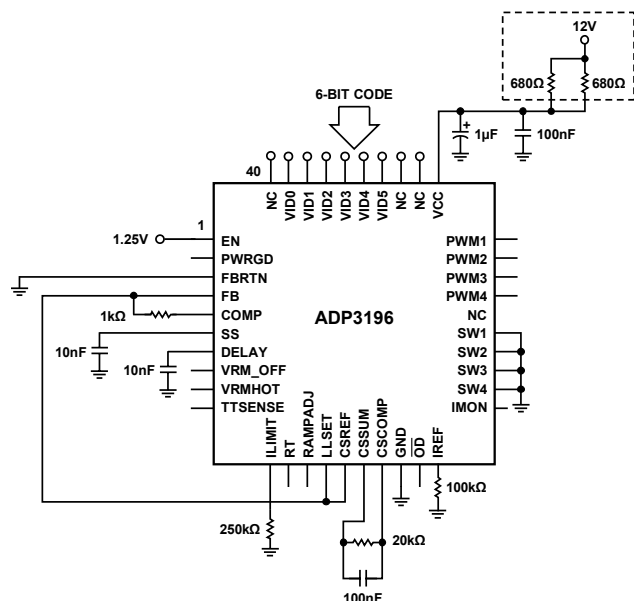 12V
680Ω
680Ω
6-BIT CODE
1µF
+
100nF
40
NC
VID0
VID1
VID2
VID3
VID4
VID5
NC
NC
VCC
1
1.25V
EN
PWRGD
FBRTN
FB
COMP
SS
DELAY
VRM_OFF
VRMHOT
TTSENSE
1kΩ
10nF
10nF
ADP3196
PWM1
PWM2
PWM3
PWM4
NC
SW1
SW2
SW3
SW4
IMON
ILIMIT
RT
RAMPADJ
LLSET
CSREF
CSSUM
CSCOMP
GND
OD
IREF
100kΩ
250kΩ
20kΩ
100nF